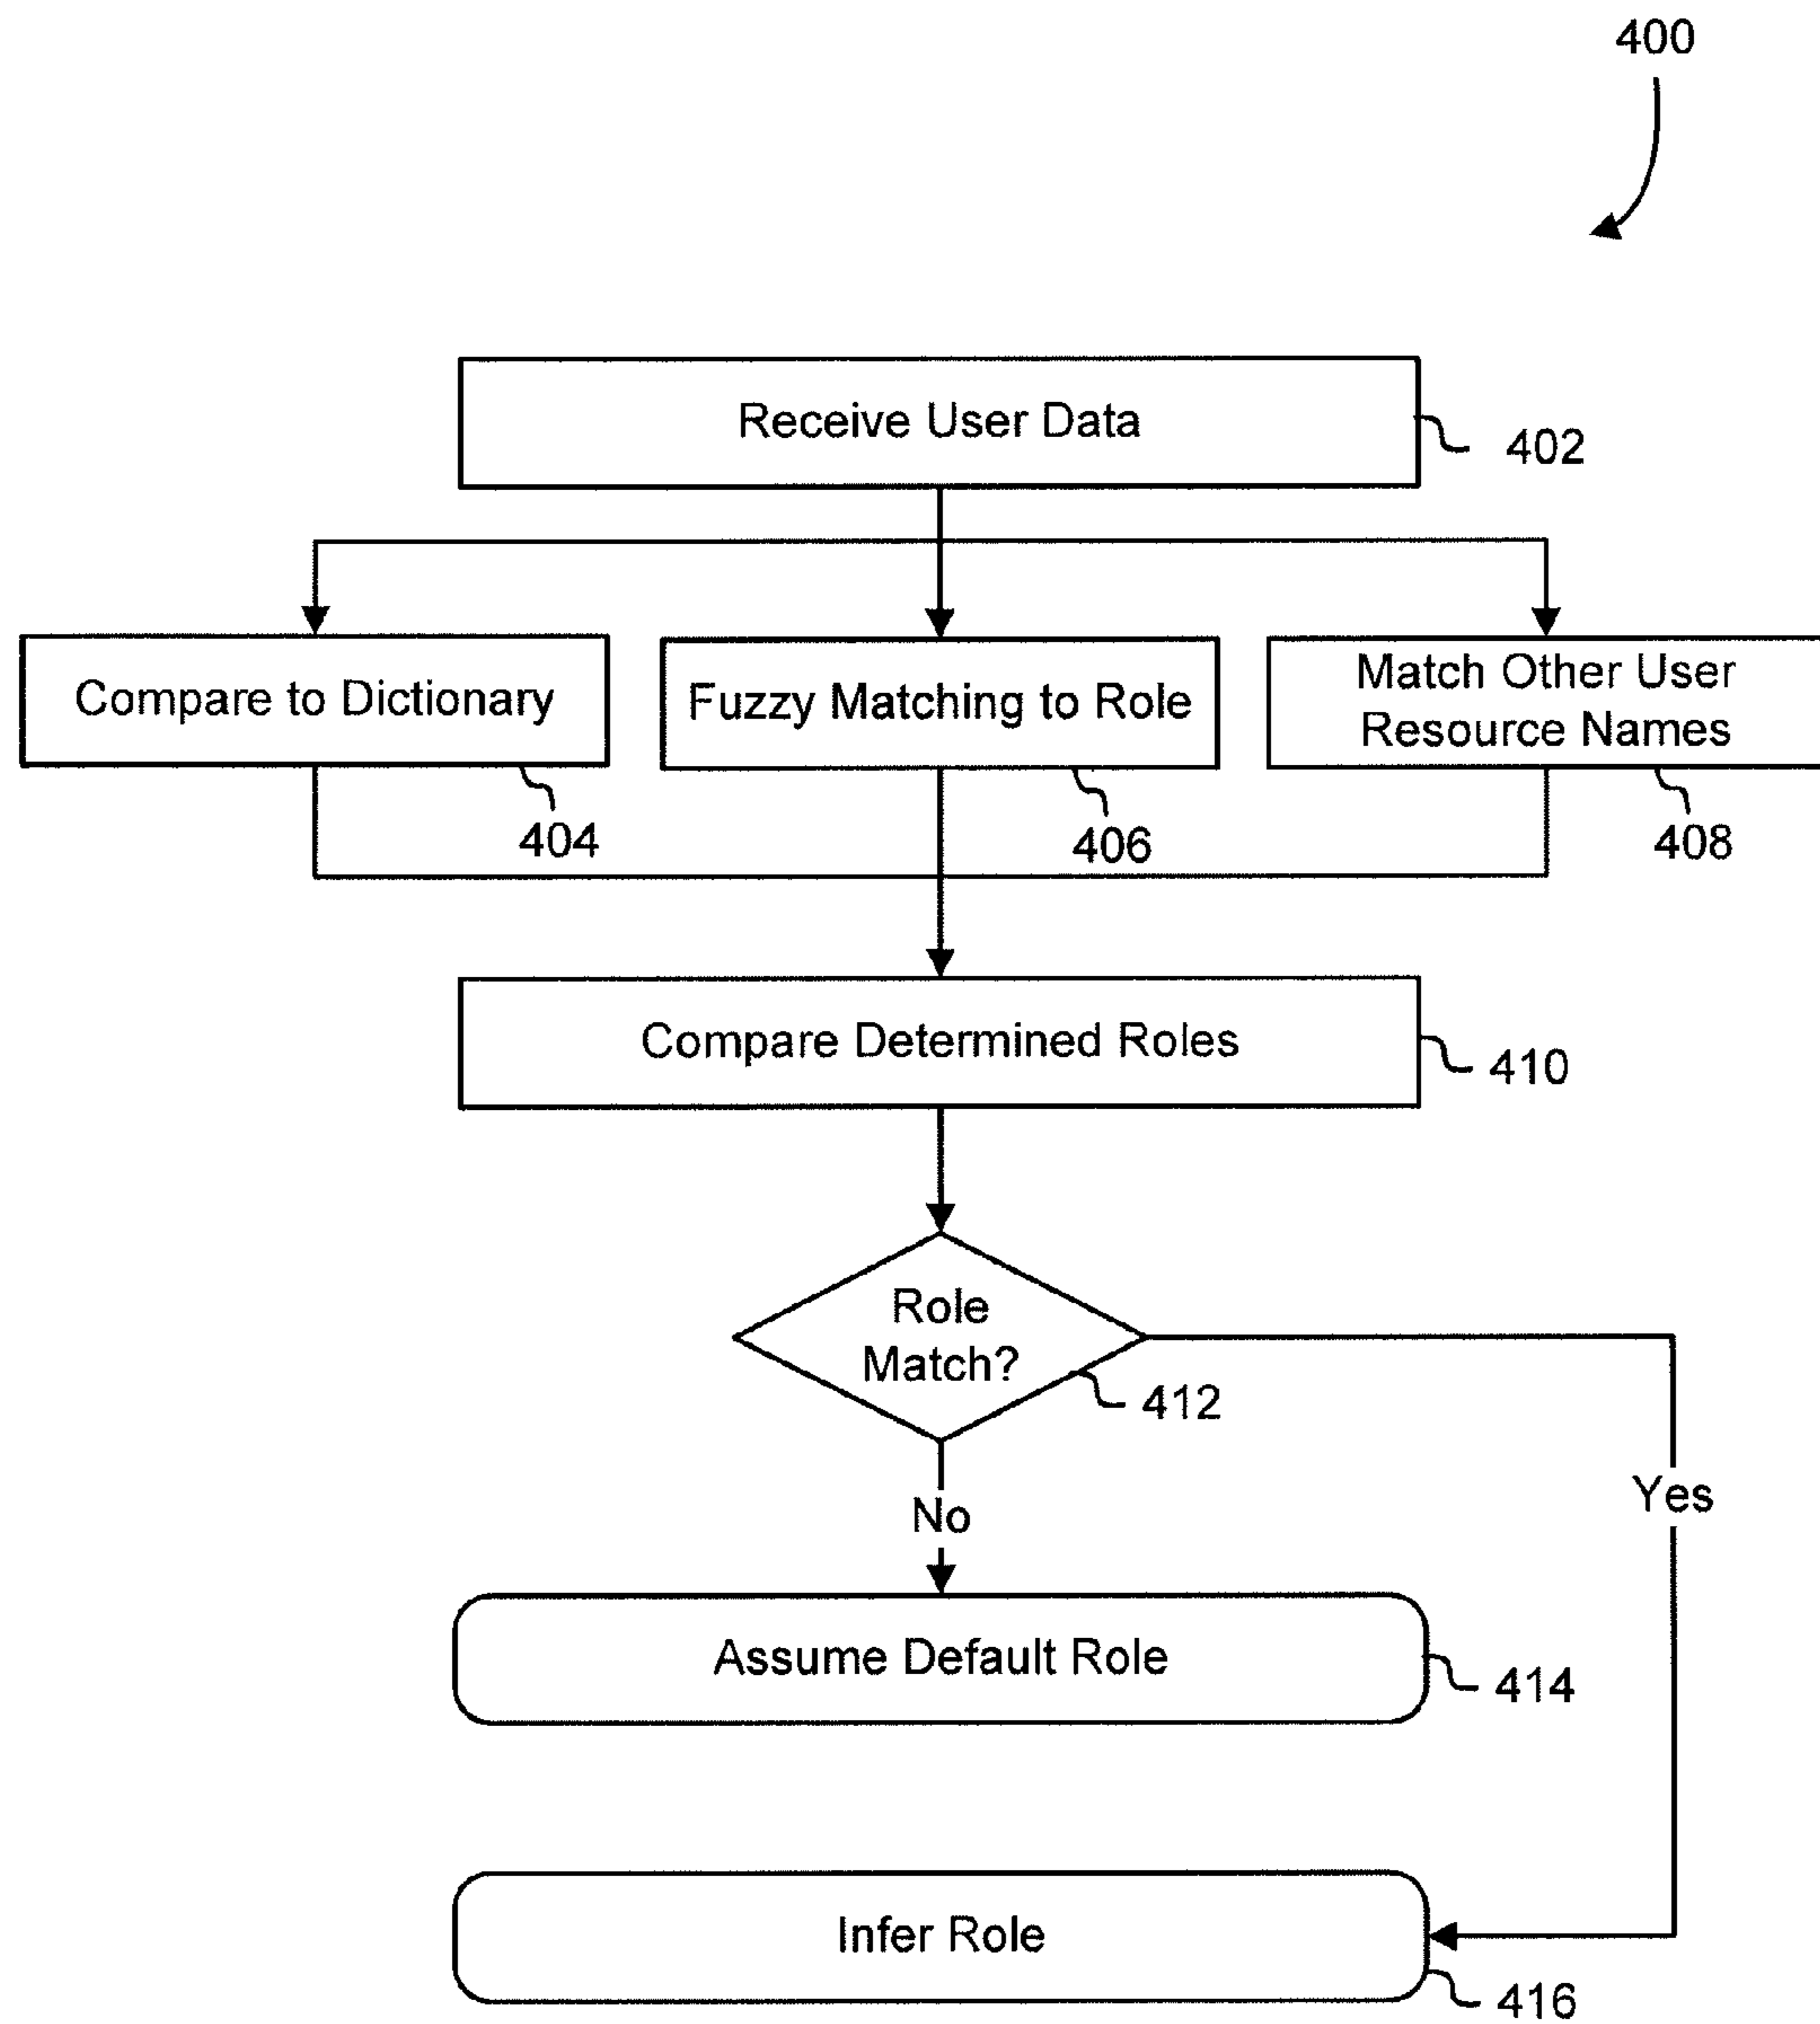 400
Receive User Data
402
Compare to Dictionary
404
Fuzzy Matching to Role
406
Match Other User
Resource Names
408
Compare Determined Roles
410
Role
Match?
412
No
Yes
Assume Default Role
414
Infer Role
416